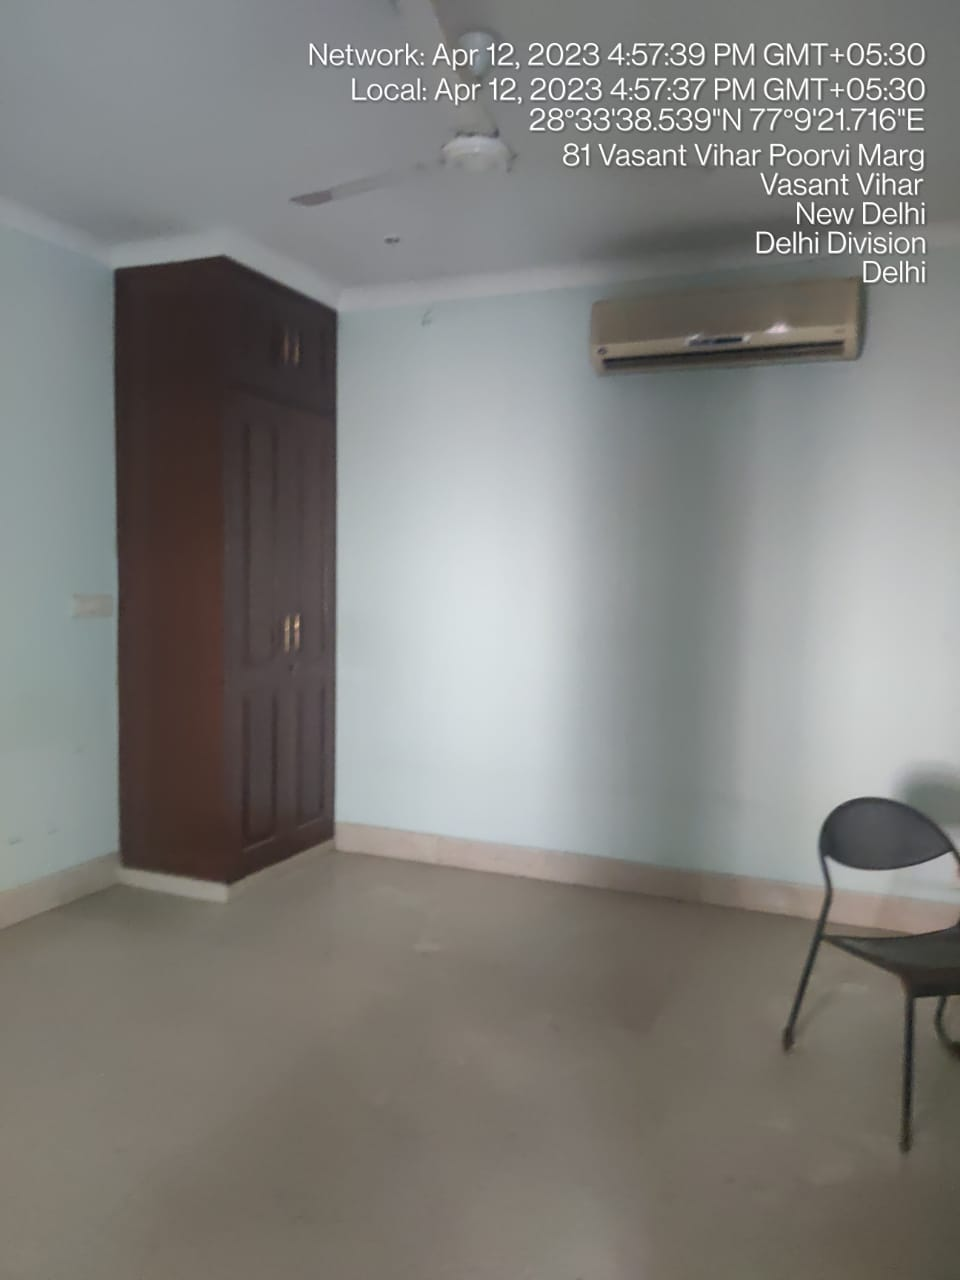 Network: Apr 12, 2023 4:57:39 PM GMT+05:30
Local: Apr 12, 2023 4:57:37 PM GMT+05:30
28°33'38.539"N 77°9'21.716"E
81 Vasant Vihar Poorvi Marg
Vasant Vihar
New Delhi
Delhi Division
Delhi